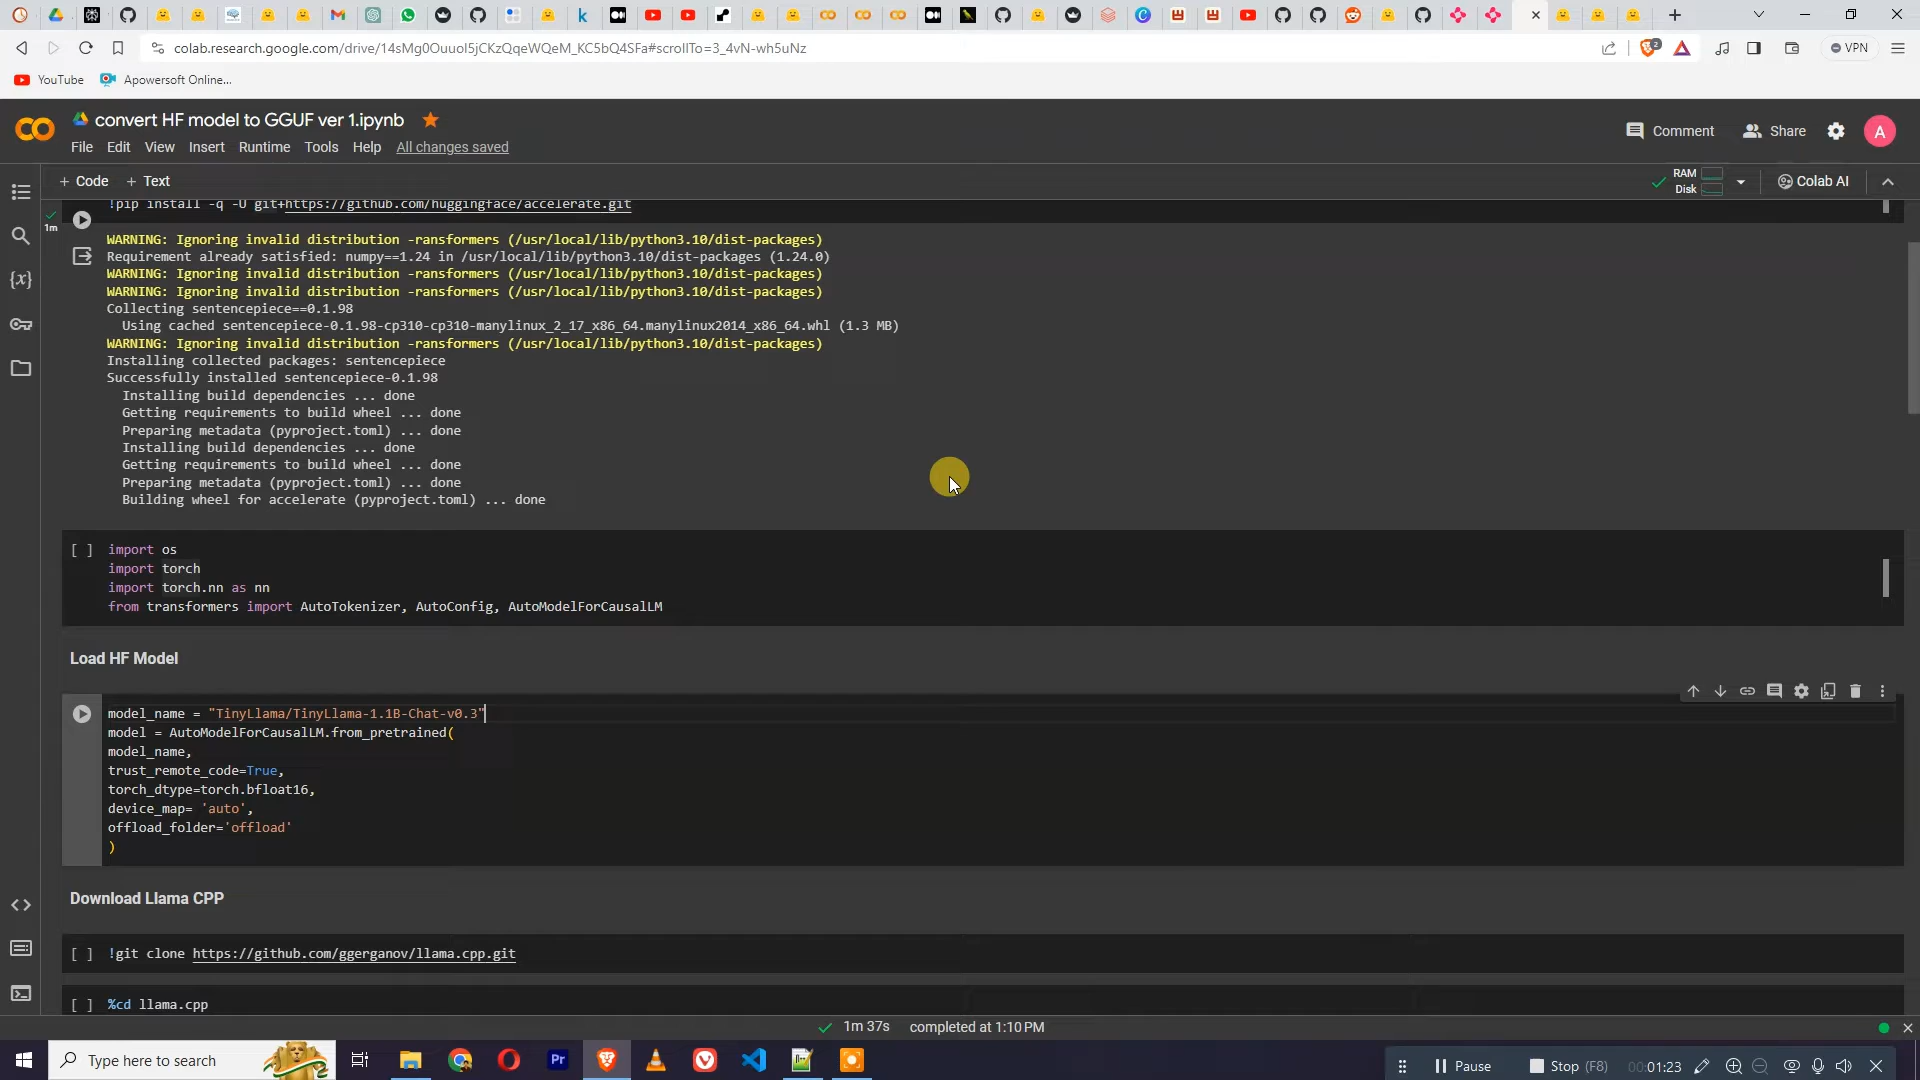 colab.research.google.com/drive/14sMg0Ouuol5jCKzQqeWQeM_KC5bQ4SFa#scrollTo=3_4vN-wh5uNz
2
VPN
YouTube
Apowersoft Online...
convert HF model to GGUF ver 1.ipynb
Comment
Share
A
File Edit View Insert Runtime Tools Help All changes saved
+ Code + Text
RAM
Disk
Colab AI
!pip install -q -U git+https://github.com/huggingface/accelerate.git
1m
WARNING: Ignoring invalid distribution -ransformers (/usr/local/lib/python3.10/dist-packages)
Requirement already satisfied: numpy==1.24 in /usr/local/lib/python3.10/dist-packages (1.24.0)
WARNING: Ignoring invalid distribution -ransformers (/usr/local/lib/python3.10/dist-packages)
WARNING: Ignoring invalid distribution -ransformers (/usr/local/lib/python3.10/dist-packages)
Collecting sentencepiece==0.1.98
Using cached sentencepiece-0.1.98-cp310-cp310-manylinux_2_17_x86_64.manylinux2014_x86_64.whl (1.3 MB)
WARNING: Ignoring invalid distribution -ransformers (/usr/local/lib/python3.10/dist-packages)
Installing collected packages: sentencepiece
Successfully installed sentencepiece-0.1.98
Installing build dependencies ... done
Getting requirements to build wheel ... done
Preparing metadata (pyproject.toml) ... done
Installing build dependencies ... done
Getting requirements to build wheel ... done
Preparing metadata (pyproject.toml) ... done
Building wheel for accelerate (pyproject.toml) ... done
[ ] import os
import torch
import torch.nn as nn
from transformers import AutoTokenizer, AutoConfig, AutoModelForCausalLM
Load HF Model
model_name = "TinyLlama/TinyLlama-1.1B-Chat-v0.3"
model = AutoModelForCausalLM.from_pretrained(
model_name,
trust_remote_code=True,
torch_dtype=torch.bfloat16,
device_map= 'auto',
offload_folder='offload'
)
Download Llama CPP
[ ] !git clone https://github.com/ggerganov/llama.cpp.git
[ ] %cd llama.cpp
1m 37s completed at 1:10 PM
Type here to search
Pr
Pause
Stop (F8)
00:01:23